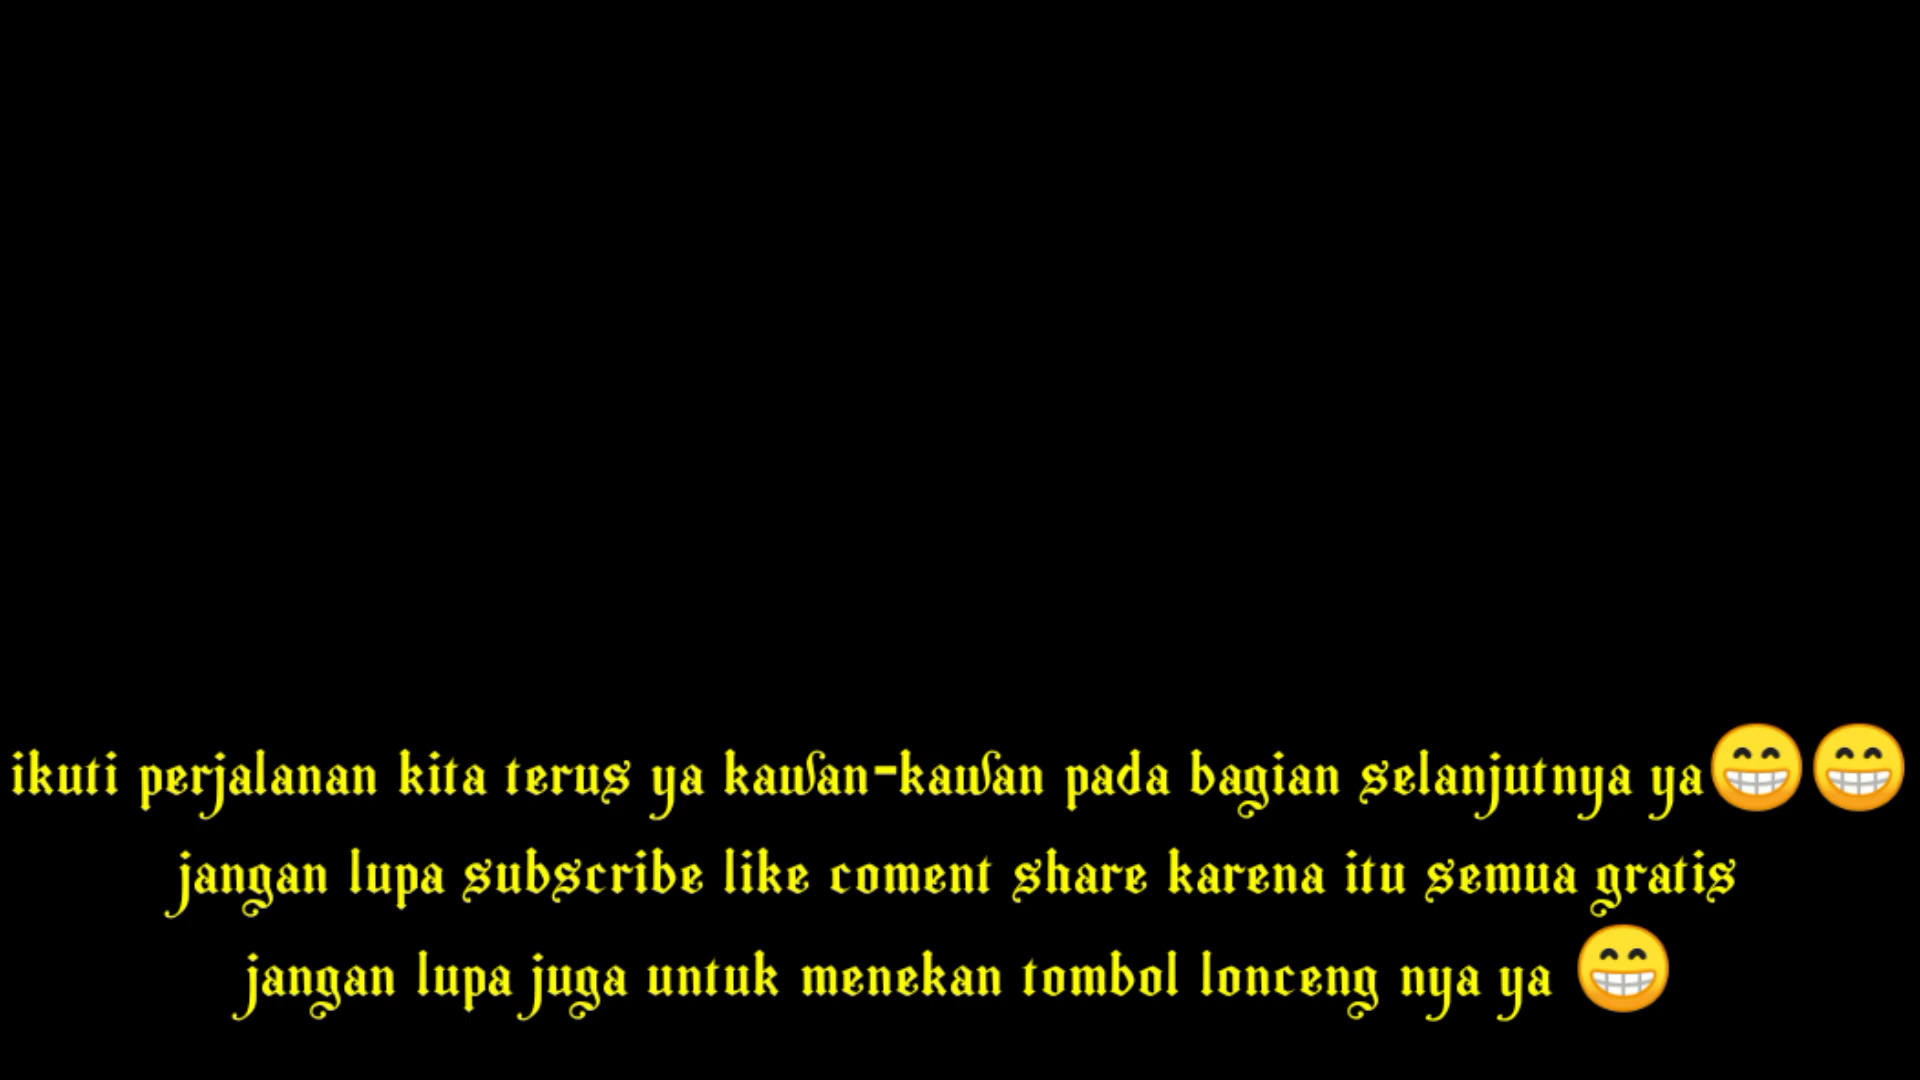 ikuti perjalanan kita terus ya kawan-kawan pada bagian selanjutnya ya😁😁
jangan lupa subscribe like coment share karena itu semua gratis
jangan lupa juga untuk menekan tombol lonceng nya ya 😁